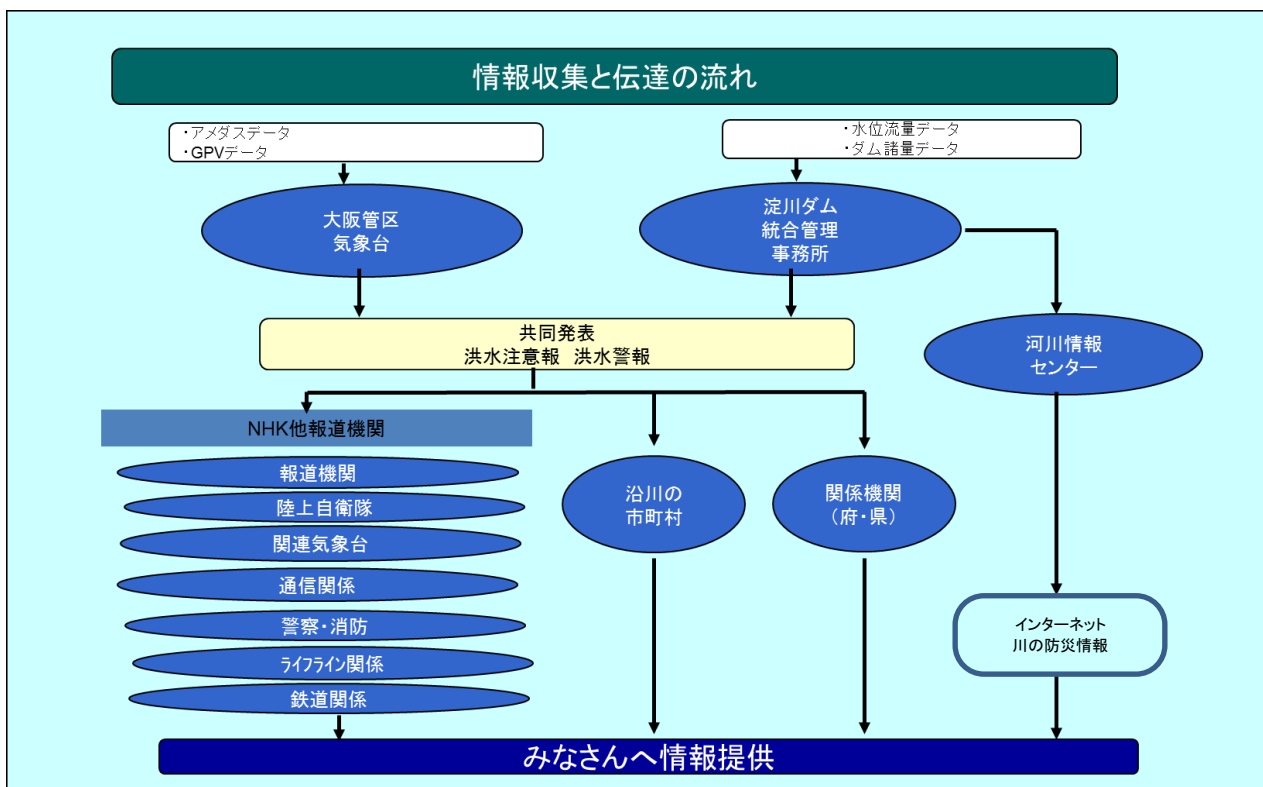 情報収集と伝達の流れ
・アメダスデータ
・GPVデータ
・水位流量データ
・ダム諸量データ
大阪管区
気象台
淀川ダム
統合管理
事務所
共同発表
洪水注意報 洪水警報
河川情報
センター
NHK他報道機関
報道機関
陸上自衛隊
関連気象台
通信関係
警察・消防
ライフライン関係
鉄道関係
沿川の
市町村
関係機関
（府・県）
インターネット
川の防災情報
みなさんへ情報提供